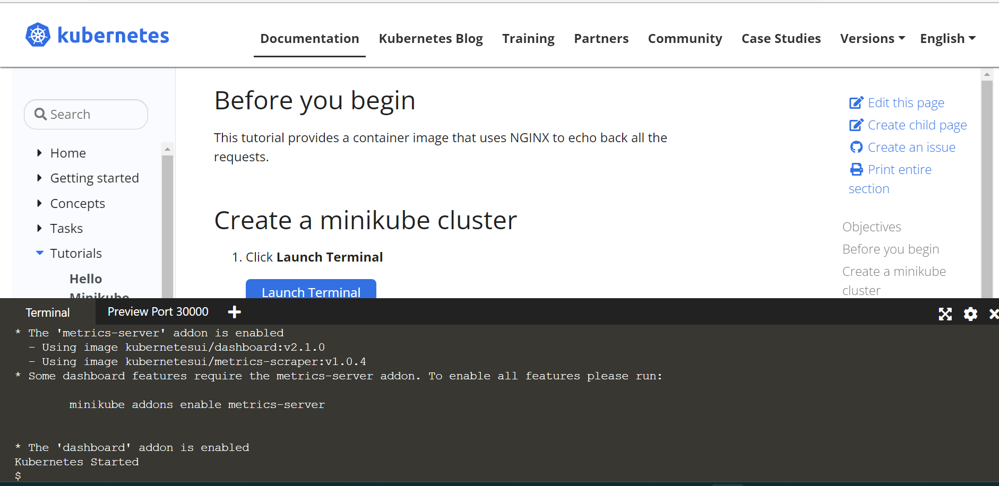 kubernetes
Documentation
Kubernetes Blog
Training
Partners
Community
Case Studies
Versions
English
Search
Home
Getting started
Concepts
Tasks
Tutorials
Hello
Minikube
Before you begin
This tutorial provides a container image that uses NGINX to echo back all the
requests.
Create a minikube cluster
1. Click Launch Terminal
Launch Terminal
Edit this page
Create child page
Create an issue
Print entire
section
Objectives
Before you begin
Create a minikube
cluster
Terminal
Preview Port 30000
* The 'metrics-server' addon is enabled
- Using image kubernetesui/dashboard:v2.1.0
- Using image kubernetesui/metrics-scraper:v1.0.4
* Some dashboard features require the metrics-server addon. To enable all features please run:
minikube addons enable metrics-server
* The 'dashboard' addon is enabled
Kubernetes Started
$